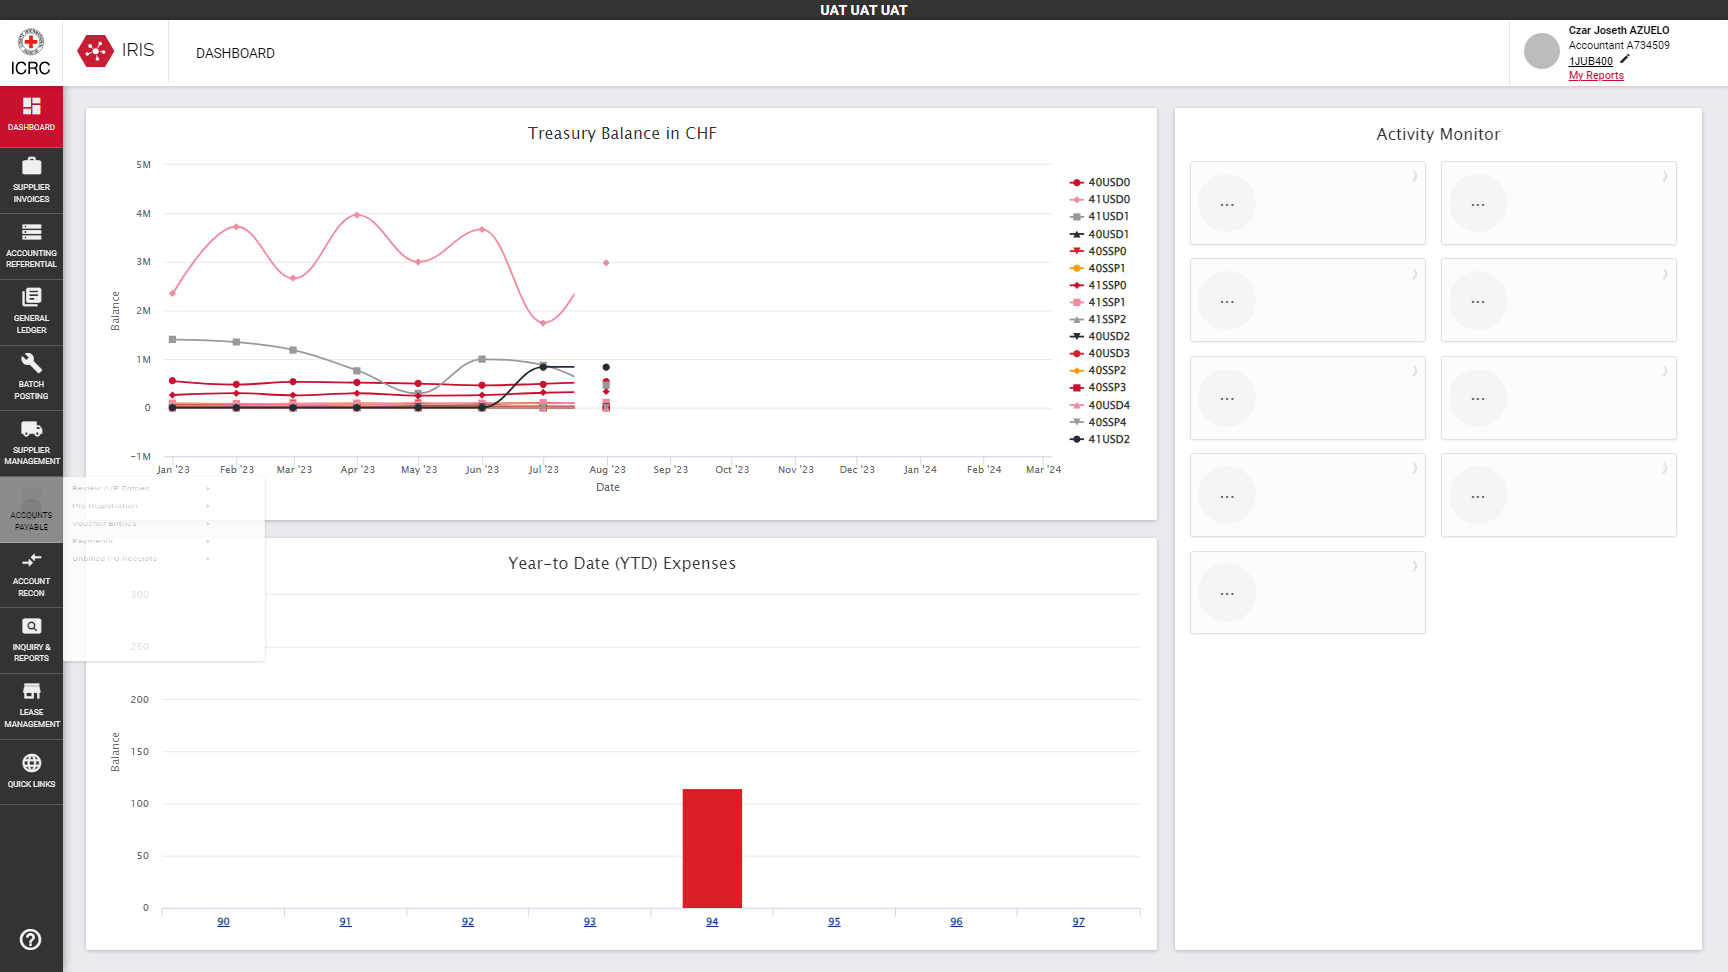 UAT UAT UAT
ICRC
IRIS
DASHBOARD
Czar Joseth AZUELO
Accountant A734509
1JUB400
My Reports
DASHBOARD
SUPPLIER
INVOICES
ACCOUNTING
REFERENTIAL
GENERAL
LEDGER
BATCH
POSTING
SUPPLIER
MANAGEMENT
ACCOUNTS
PAYABLE
ACCOUNT
RECON
INQUIRY &
REPORTS
LEASE
MANAGEMENT
QUICK LINKS
Review A/P Entries
Pre Registration
Voucher Entries
Payments
Unbilled PO Receipts
Treasury Balance in CHF
5M
4M
3M
2M
1M
0
-1M
Balance
Jan '23
Feb '23
Mar '23
Apr '23
May '23
Jun '23
Jul '23
Aug '23
Sep '23
Oct '23
Nov '23
Dec '23
Jan '24
Feb '24
Mar '24
Date
40USD0
41USD0
41USD1
40USD1
40SSP0
40SSP1
41SSP0
41SSP1
41SSP2
40USD2
40USD3
40SSP2
40SSP3
40USD4
40SSP4
41USD2
Year-to Date (YTD) Expenses
300
250
200
150
100
50
0
Balance
90
91
92
93
94
95
96
97
Activity Monitor
...
...
...
...
...
...
...
...
...